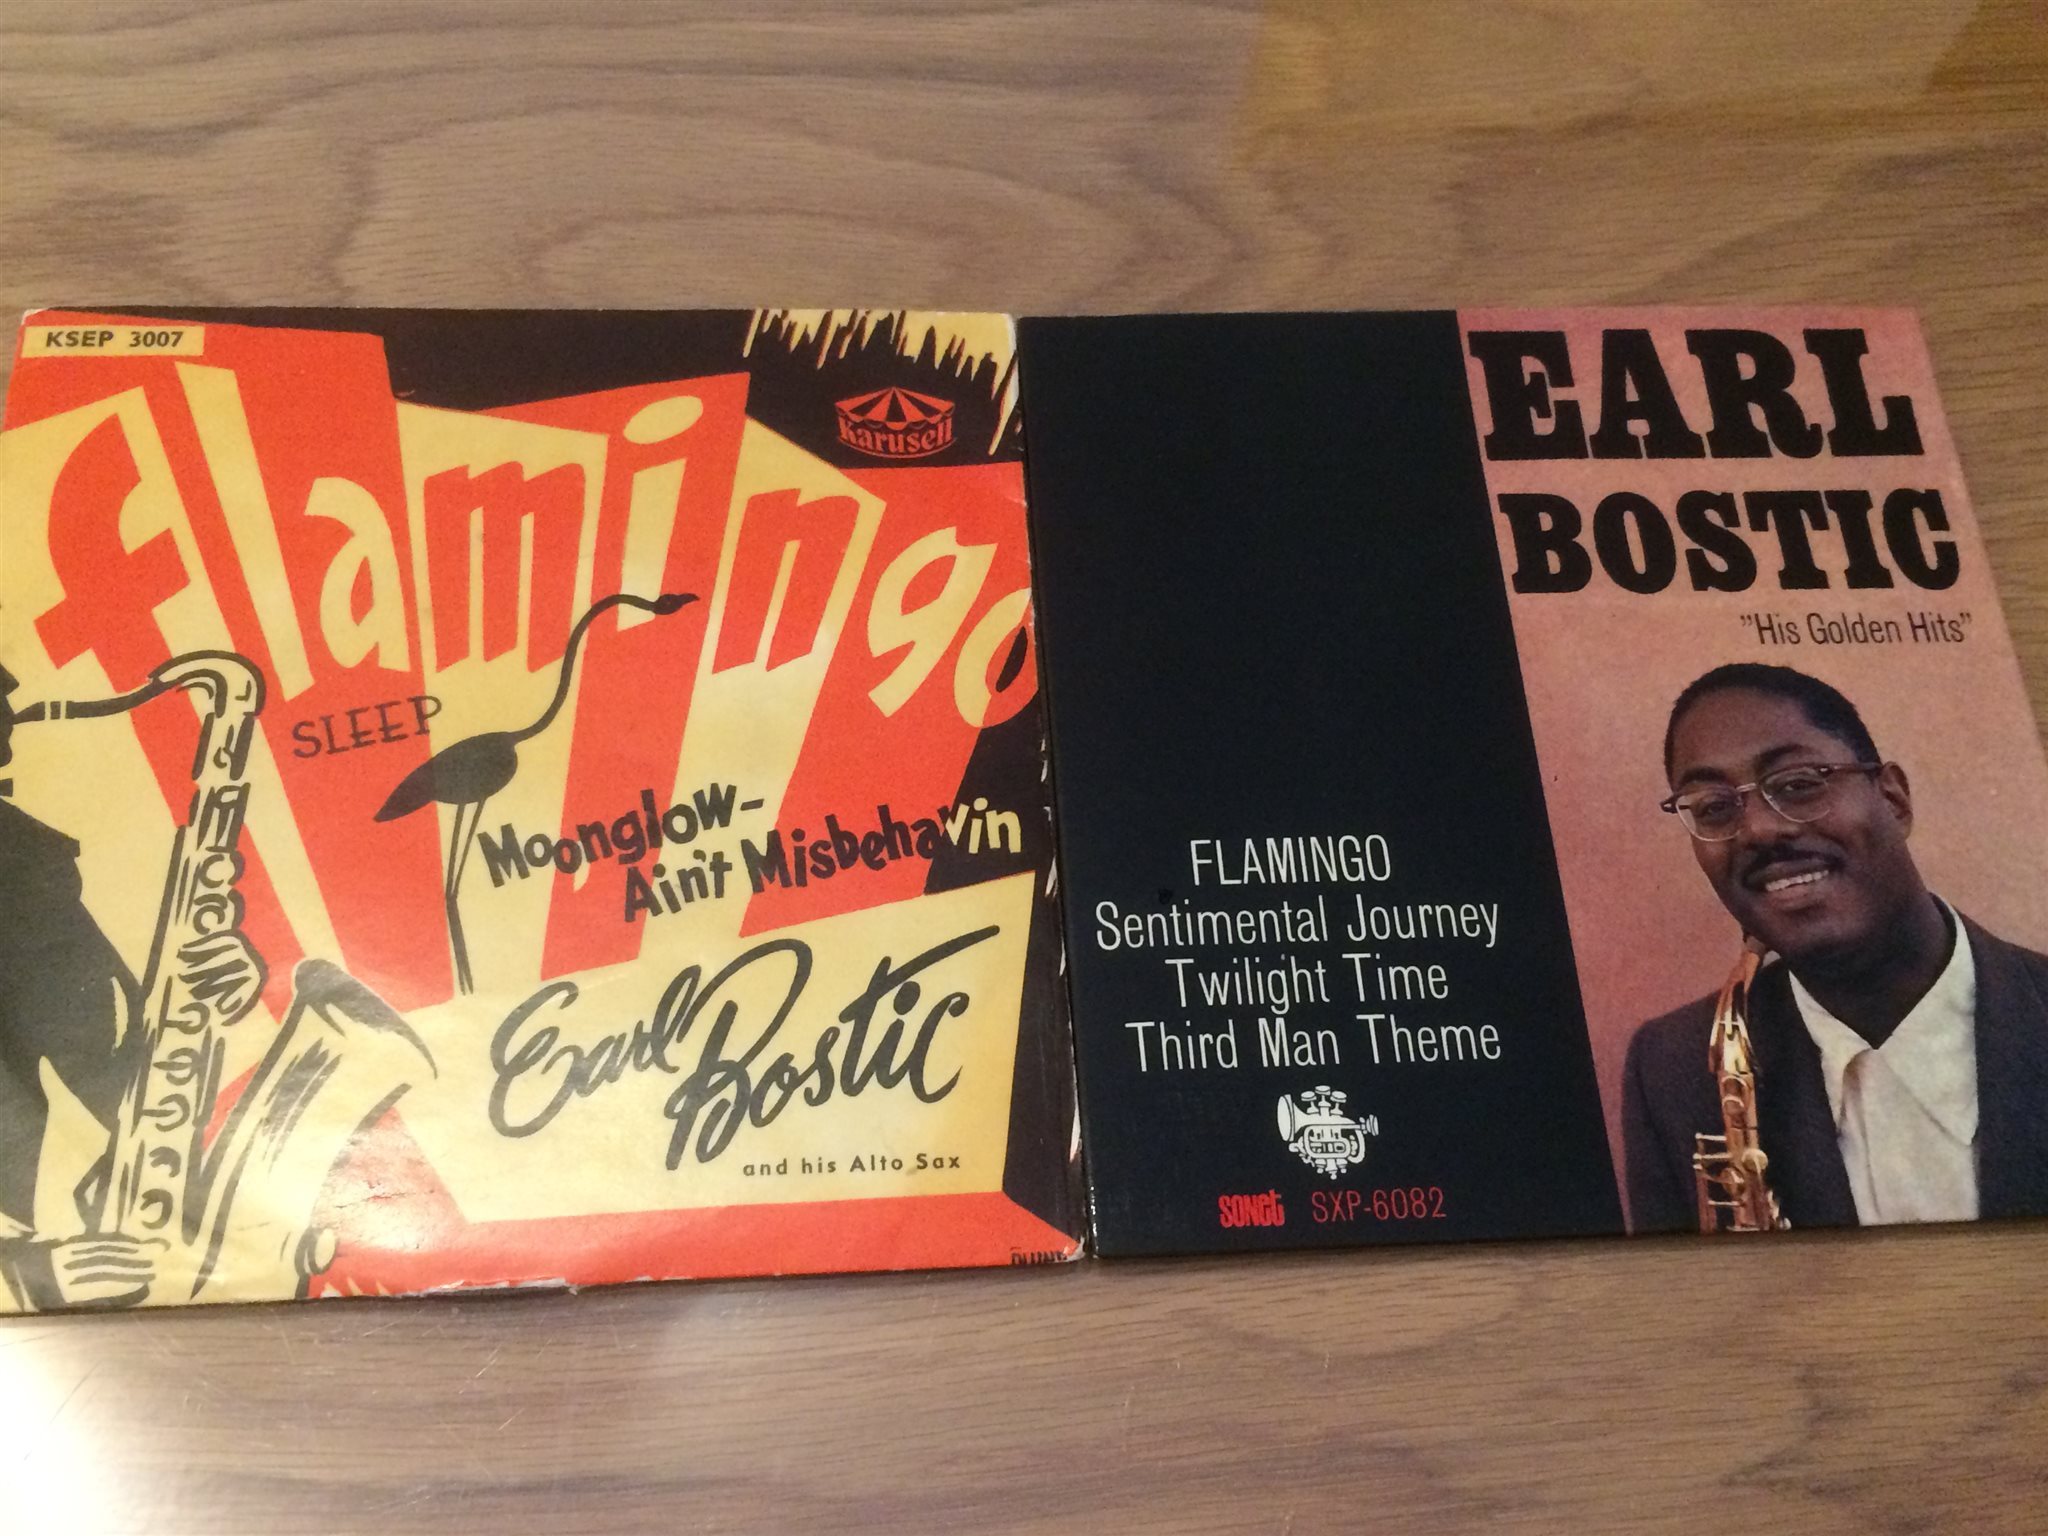 KSEP 3007
Karusell
flamingo
SLEEP
Moonglow-
Ain't Misbehavin
Earl Bostic
and his Alto Sax
EARL
BOSTIC
"His Golden Hits"
FLAMINGO
Sentimental Journey
Twilight Time
Third Man Theme
sonet SXP-6082